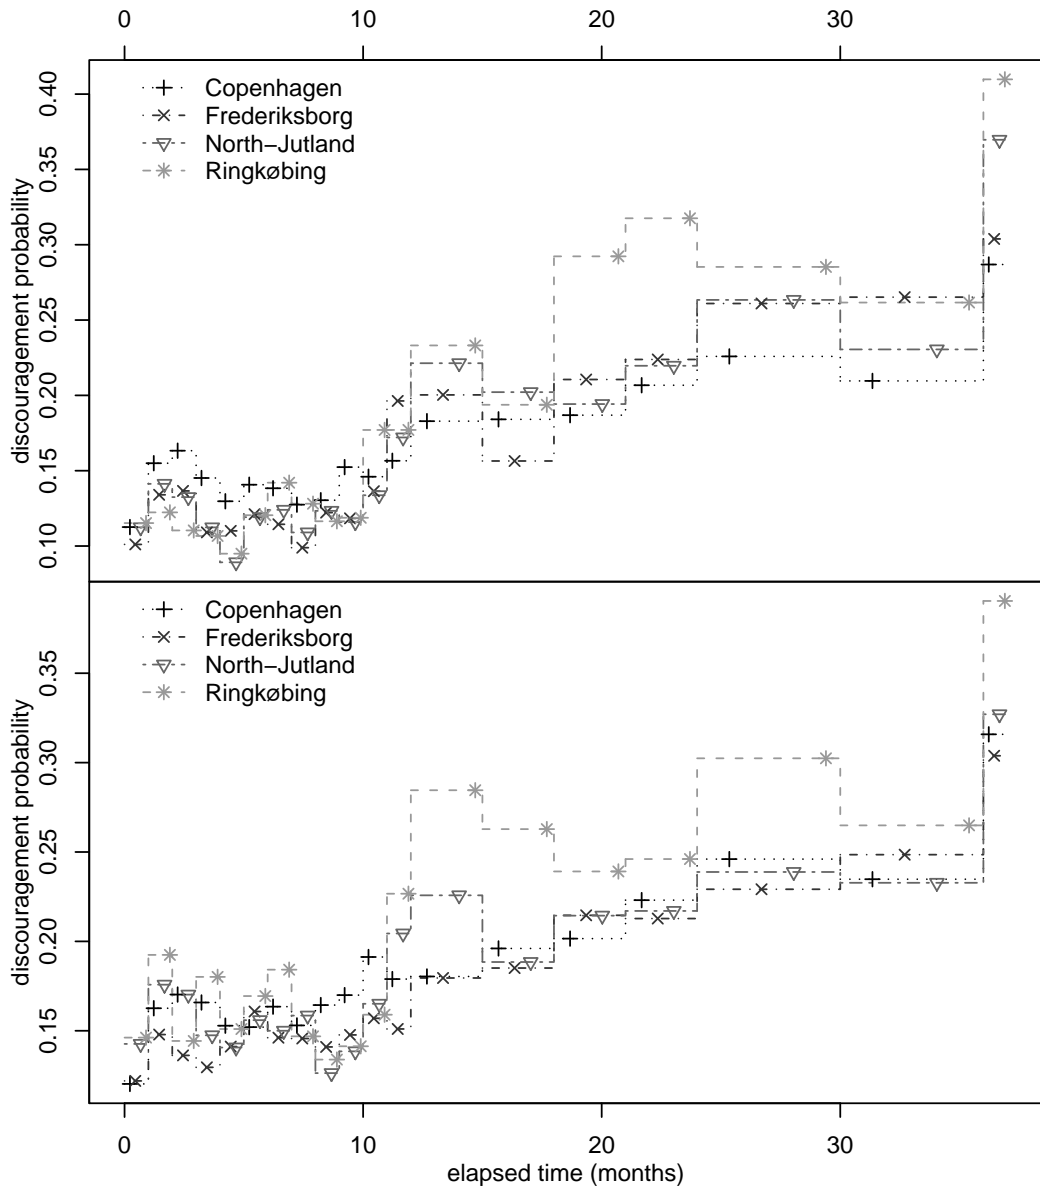 0 10 20 30
Copenhagen
Frederiksborg
North−Jutland
Ringkøbing
0.40
0.35
0.30
0.25
0.20
0.15
0.10
discouragement probability
Copenhagen
Frederiksborg
North−Jutland
Ringkøbing
0.35
0.30
0.25
0.20
0.15
discouragement probability
0 10 20 30
elapsed time (months)